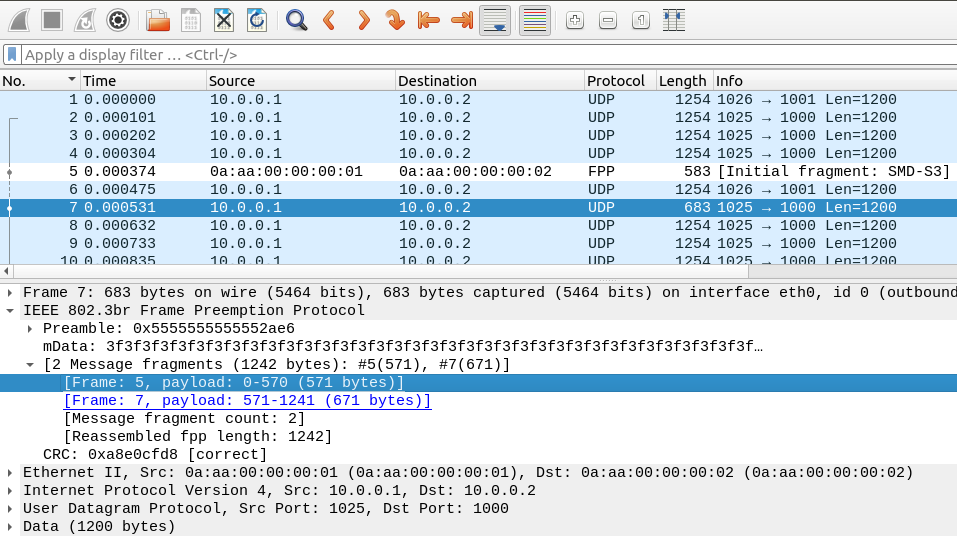 Apply a display filter … <Ctrl-/>
No. Time Source Destination Protocol Length Info
1 0.000000 10.0.0.1 10.0.0.2 UDP 1254 1026 → 1001 Len=1200
2 0.000101 10.0.0.1 10.0.0.2 UDP 1254 1025 → 1000 Len=1200
3 0.000202 10.0.0.1 10.0.0.2 UDP 1254 1025 → 1000 Len=1200
4 0.000304 10.0.0.1 10.0.0.2 UDP 1254 1025 → 1000 Len=1200
5 0.000374 0a:aa:00:00:00:01 0a:aa:00:00:00:02 FPP 583 [Initial fragment: SMD-S3]
6 0.000475 10.0.0.1 10.0.0.2 UDP 1254 1026 → 1001 Len=1200
7 0.000531 10.0.0.1 10.0.0.2 UDP 683 1025 → 1000 Len=1200
8 0.000632 10.0.0.1 10.0.0.2 UDP 1254 1025 → 1000 Len=1200
9 0.000733 10.0.0.1 10.0.0.2 UDP 1254 1025 → 1000 Len=1200
10 0.000835 10.0.0.1 10.0.0.2 UDP 1254 1025 → 1000 Len=1200
Frame 7: 683 bytes on wire (5464 bits), 683 bytes captured (5464 bits) on interface eth0, id 0 (outbound
IEEE 802.3br Frame Preemption Protocol
Preamble: 0x5555555555552ae6
mData: 3f3f3f3f3f3f3f3f3f3f3f3f3f3f3f3f3f3f3f3f3f3f3f3f3f3f3f3f3f3f3f3f3f3f3f3f…
[2 Message fragments (1242 bytes): #5(571), #7(671)]
[Frame: 5, payload: 0-570 (571 bytes)]
[Frame: 7, payload: 571-1241 (671 bytes)]
[Message fragment count: 2]
[Reassembled fpp length: 1242]
CRC: 0xa8e0cfd8 [correct]
Ethernet II, Src: 0a:aa:00:00:00:01 (0a:aa:00:00:00:01), Dst: 0a:aa:00:00:00:02 (0a:aa:00:00:00:02)
Internet Protocol Version 4, Src: 10.0.0.1, Dst: 10.0.0.2
User Datagram Protocol, Src Port: 1025, Dst Port: 1000
Data (1200 bytes)